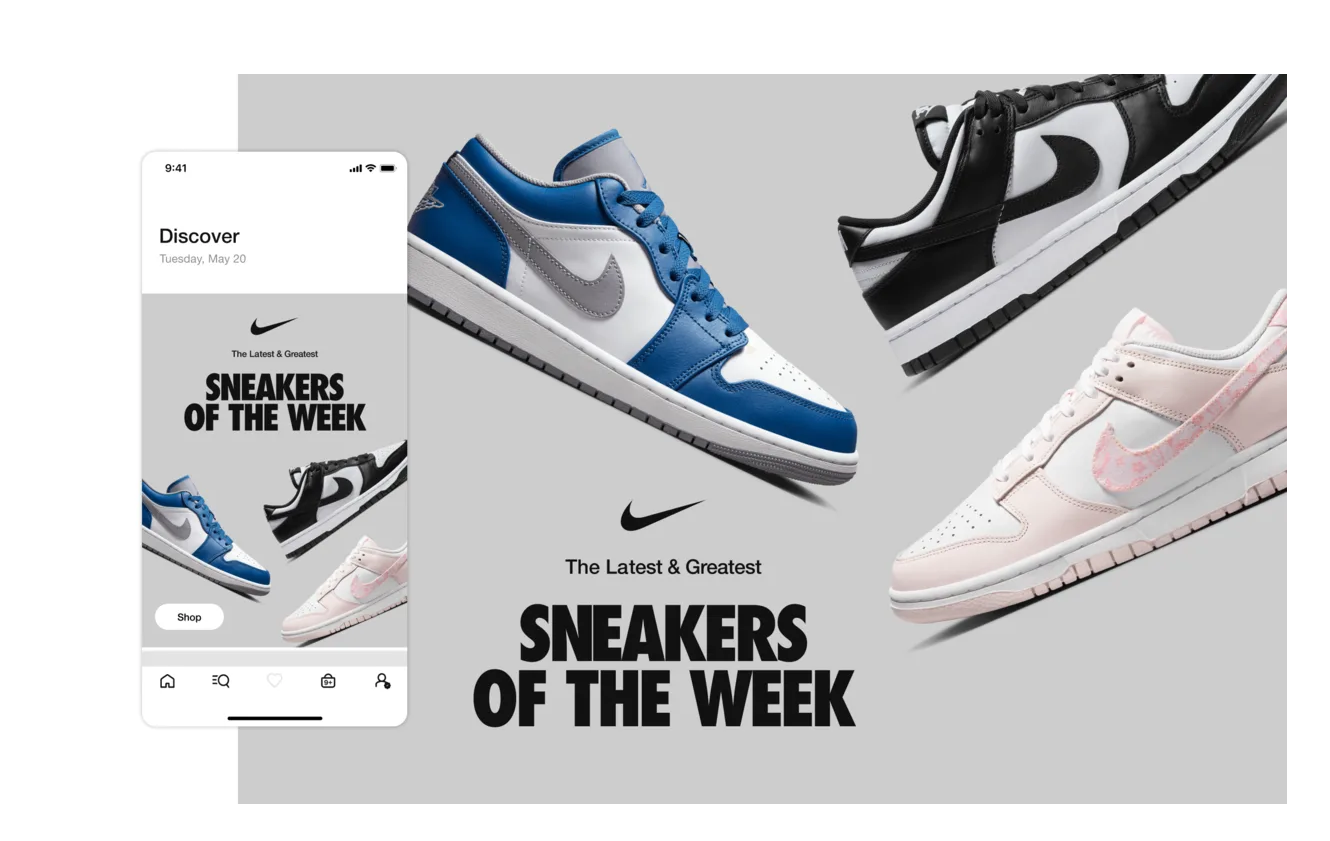 9:41
Discover
Tuesday, May 20
The Latest & Greatest
SNEAKERS
OF THE WEEK
Shop
9+
The Latest & Greatest
SNEAKERS
OF THE WEEK